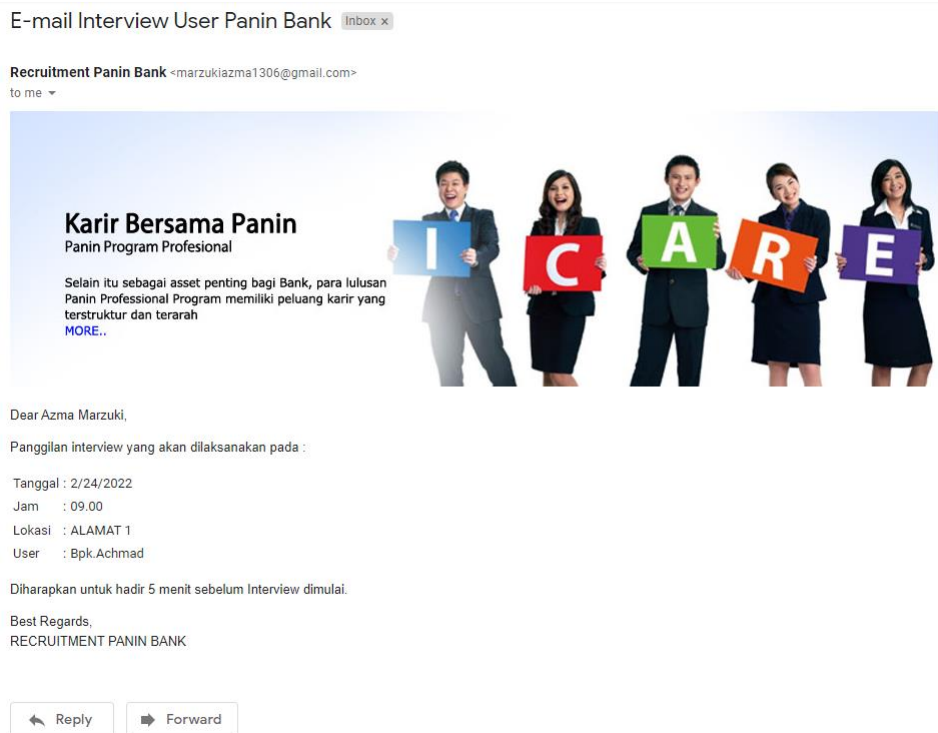 E-mail Interview User Panin Bank Inbox x
Recruitment Panin Bank <marzukiazma1306@gmail.com>
to me
Karir Bersama Panin
Panin Program Profesional
Selain itu sebagai asset penting bagi Bank, para lulusan
Panin Professional Program memiliki peluang karir yang
terstruktur dan terarah
MORE..
I C A R E
Dear Azma Marzuki,
Panggilan interview yang akan dilaksanakan pada :
Tanggal : 2/24/2022
Jam : 09.00
Lokasi : ALAMAT 1
User : Bpk.Achmad
Diharapkan untuk hadir 5 menit sebelum Interview dimulai.
Best Regards,
RECRUITMENT PANIN BANK
Reply Forward